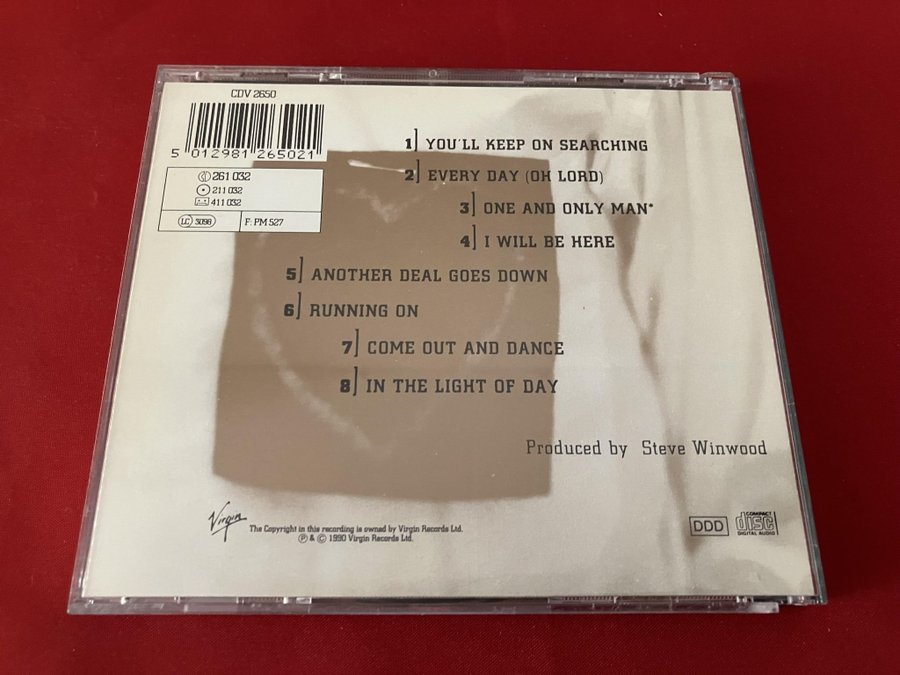 CDV 2650
5 012981 265021
261 032
211 032
411 032
LC 3098
F: PM 527
1] YOU'LL KEEP ON SEARCHING
2] EVERY DAY (OH LORD)
3] ONE AND ONLY MAN*
4] I WILL BE HERE
5] ANOTHER DEAL GOES DOWN
6] RUNNING ON
7] COME OUT AND DANCE
8] IN THE LIGHT OF DAY
Produced by Steve Winwood
Virgin
The Copyright in this recording is owned by Virgin Records Ltd.
℗ & © 1990 Virgin Records Ltd.
DDD
COMPACT
disc
DIGITAL AUDIO